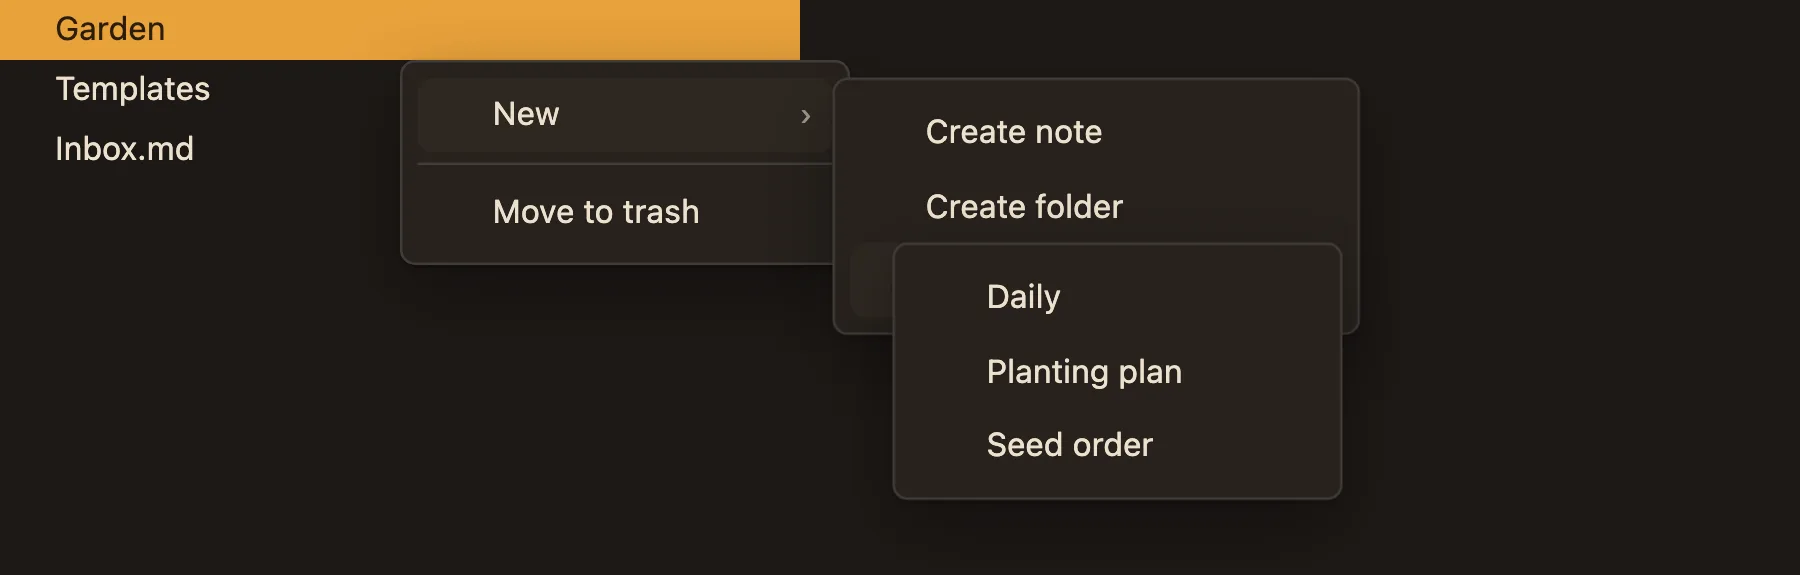 Garden
Templates
Inbox.md
New ›
Move to trash
Create note
Create folder
Daily
Planting plan
Seed order